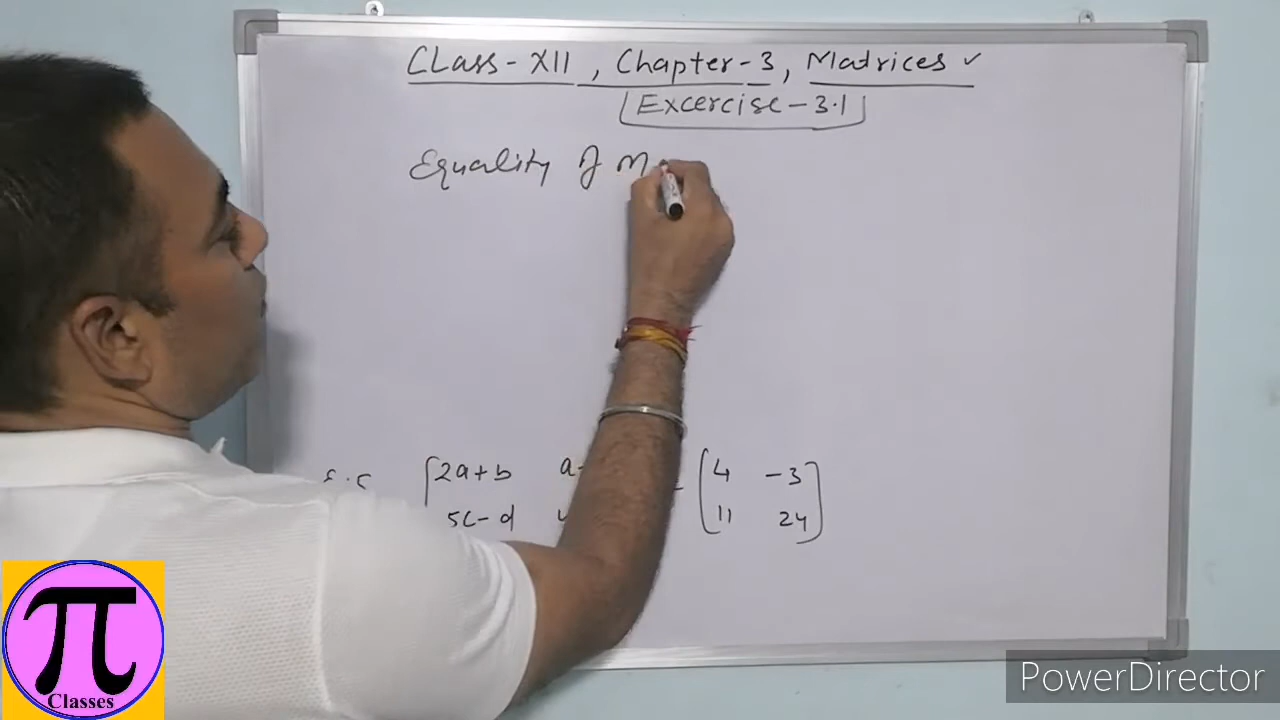 Class-XII, Chapter-3, Matrices ✓
Excercise-3.1
Equality of M
2a+b a- 4 -3
5c-d 11 24
π
Classes
PowerDirector